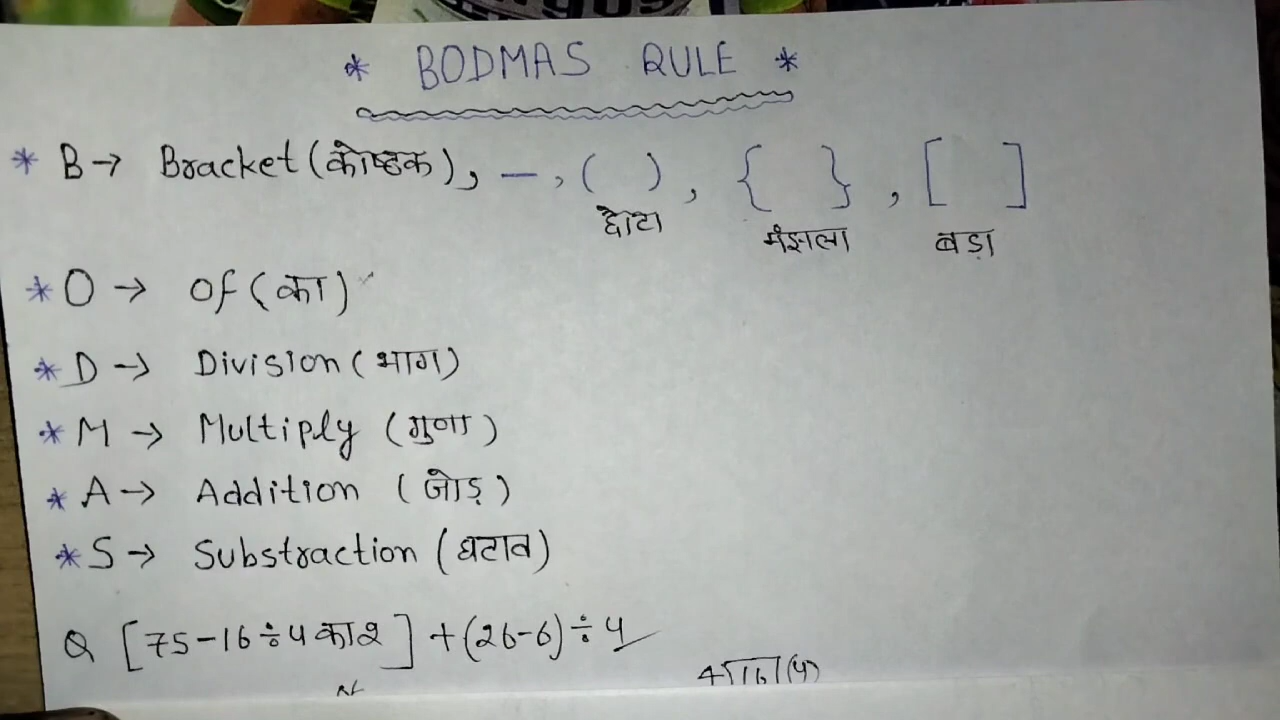 * BODMAS RULE *
* B → Bracket (कोष्ठक), —, ( ), { }, [ ]
छोटा मंझला बड़ा
* O → of (का)
* D → Division (भाग)
* M → Multiply (गुणा)
* A → Addition (जोड़)
* S → Substraction (घटाव)
Q [75-16÷4 का 2] + (26-6) ÷ 4